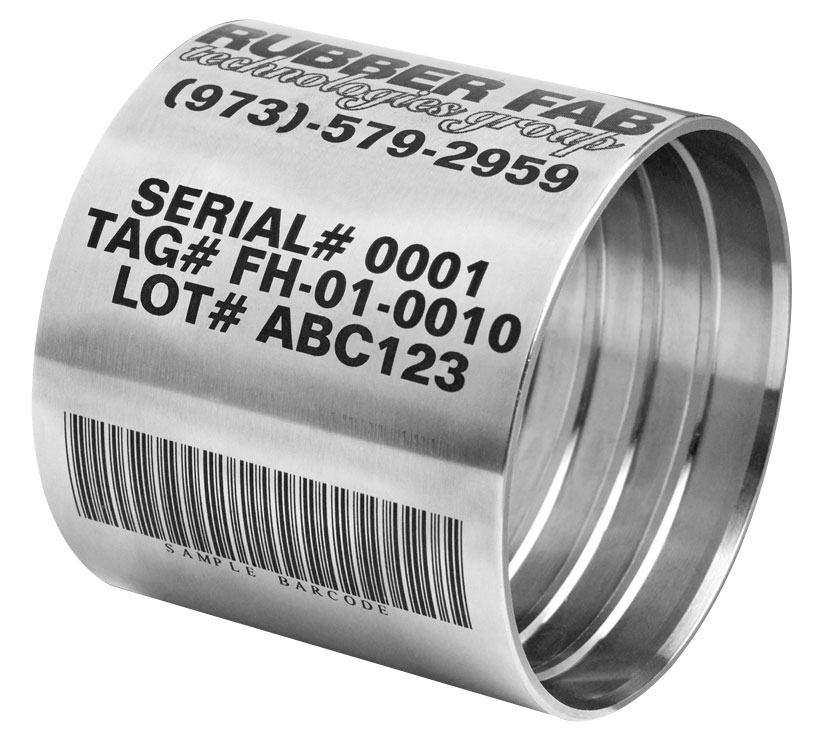 RUBBER FAB
technologies group
(973)-579-2959
SERIAL# 0001
TAG# FH-01-0010
LOT# ABC123
SAMPLE BARCODE